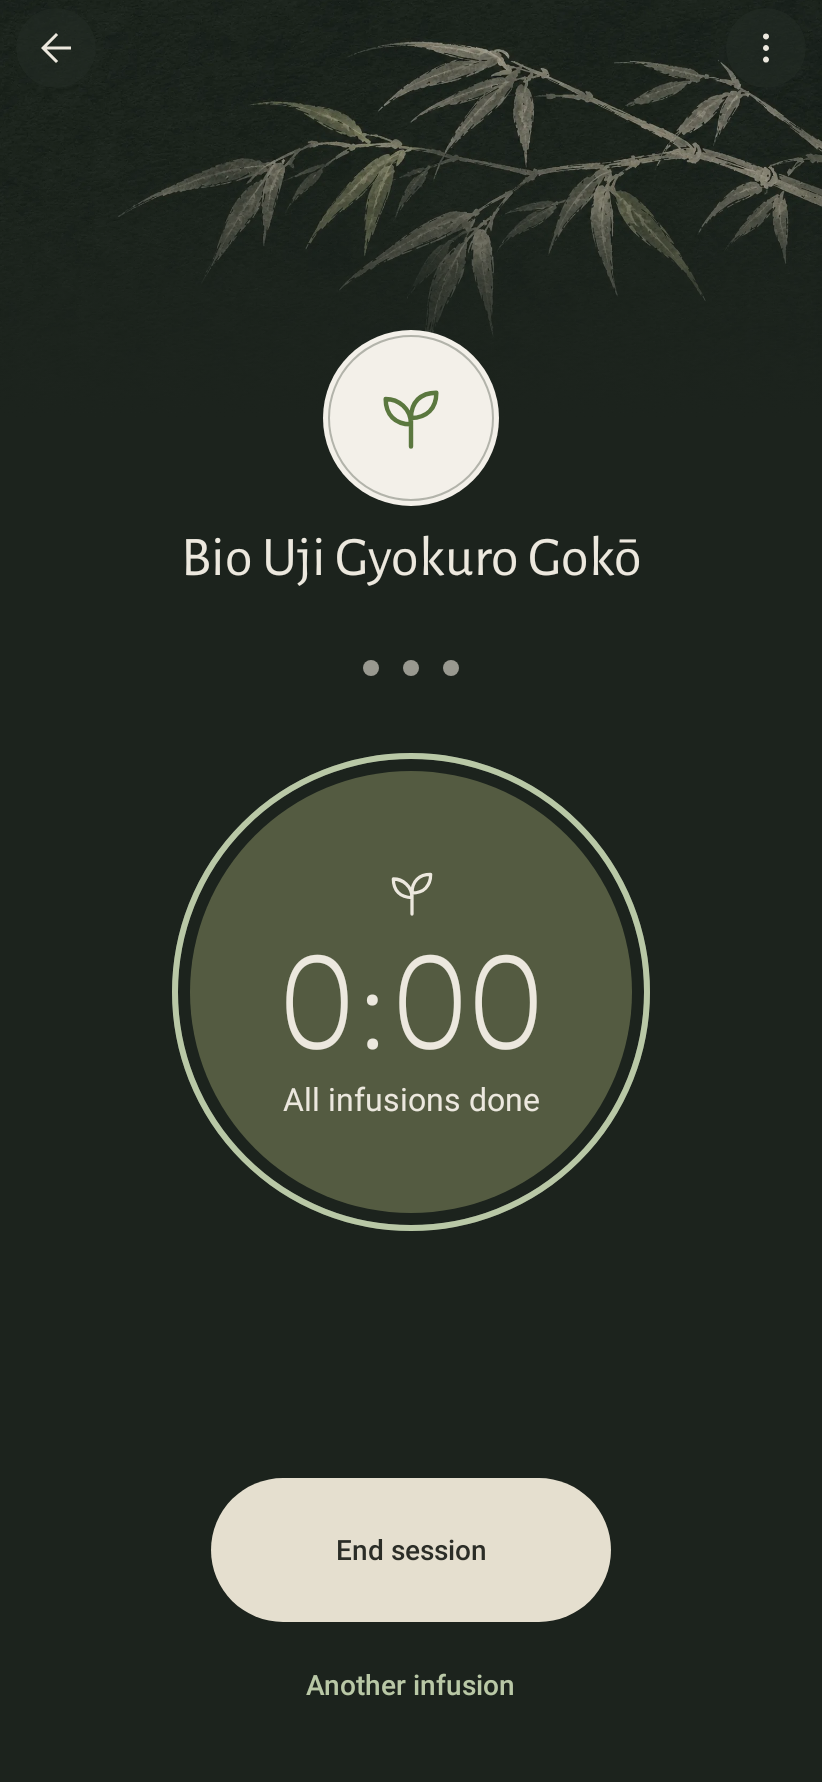 Bio Uji Gyokuro Gokō
0:00
All infusions done
End session
Another infusion